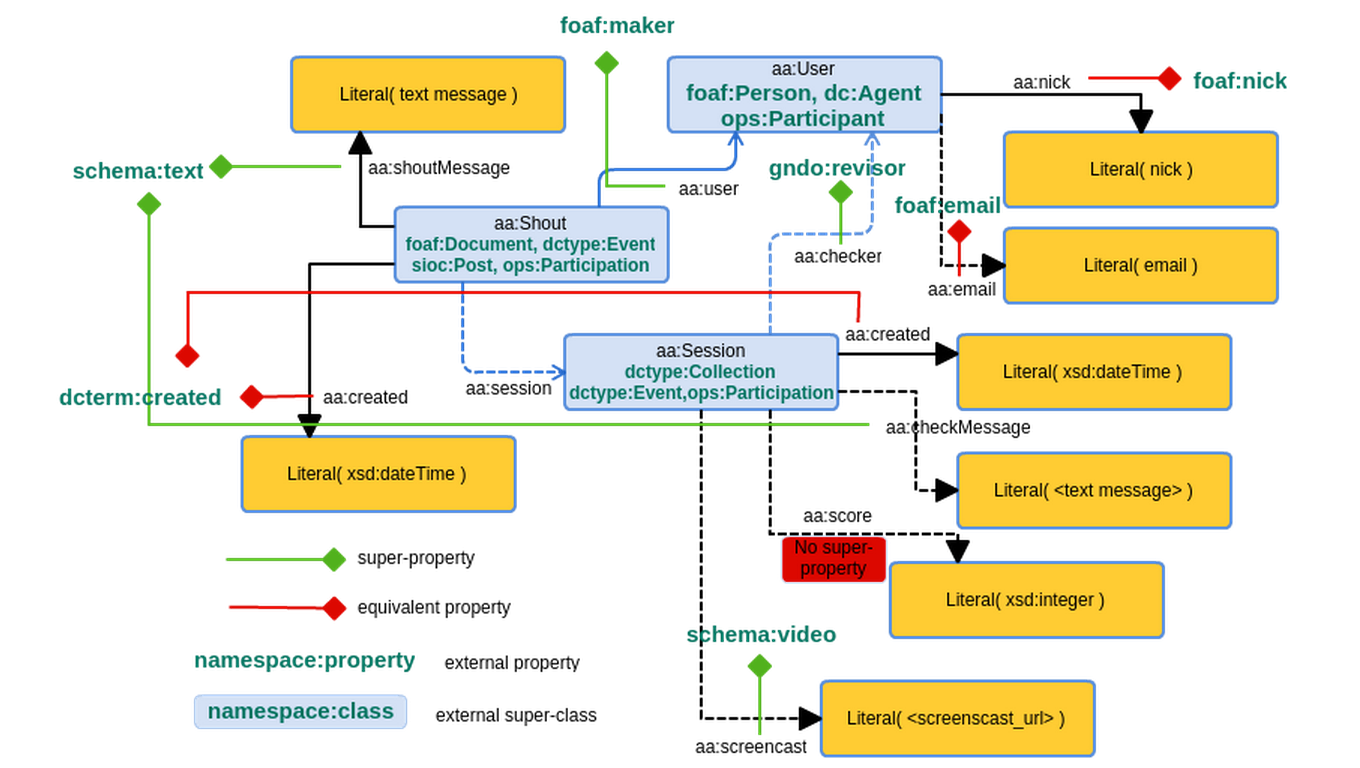 foaf:maker
aa:User
foaf:Person, dc:Agent
ops:Participant
Literal( text message )
aa:nick
foaf:nick
schema:text
aa:shoutMessage
aa:user
gndo:revisor
Literal( nick )
foaf:email
aa:Shout
foaf:Document, dctype:Event
sioc:Post, ops:Participation
aa:checker
Literal( email )
aa:email
aa:created
aa:Session
dctype:Collection
dctype:Event,ops:Participation
Literal( xsd:dateTime )
aa:session
dcterm:created
aa:created
aa:checkMessage
Literal( xsd:dateTime )
Literal( <text message> )
aa:score
No super-
property
super-property
Literal( xsd:integer )
equivalent property
schema:video
namespace:property
external property
namespace:class
external super-class
Literal( <screenscast_url> )
aa:screencast